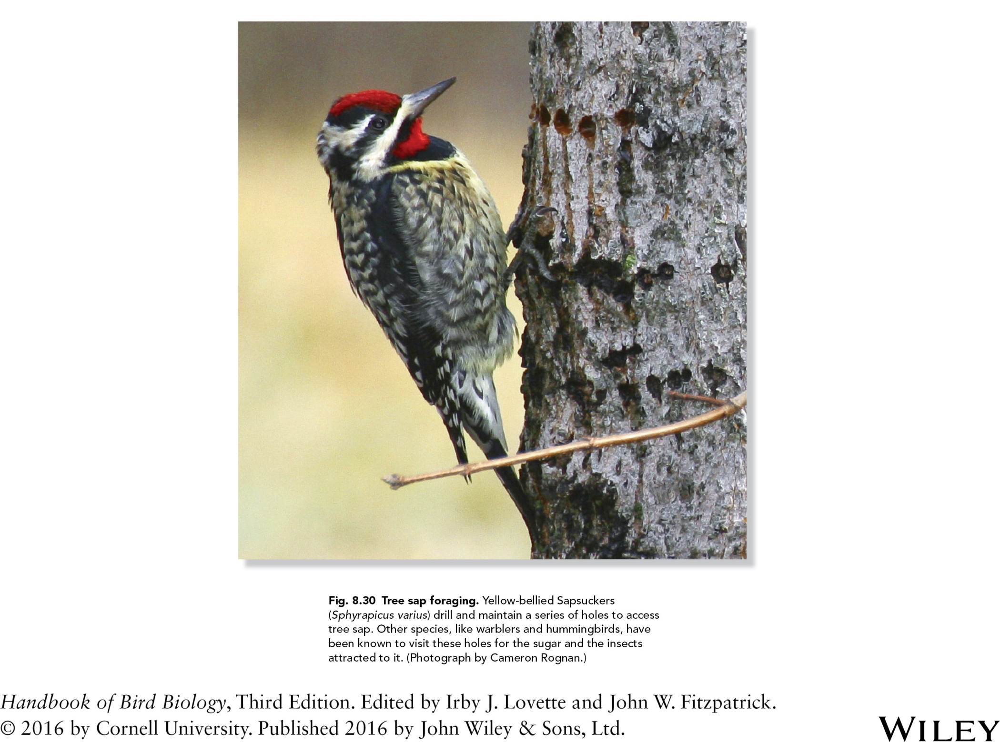 Fig. 8.30 Tree sap foraging. Yellow-bellied Sapsuckers
(Sphyrapicus varius) drill and maintain a series of holes to access
tree sap. Other species, like warblers and hummingbirds, have
been known to visit these holes for the sugar and the insects
attracted to it. (Photograph by Cameron Rognan.)
Handbook of Bird Biology, Third Edition. Edited by Irby J. Lovette and John W. Fitzpatrick.
© 2016 by Cornell University. Published 2016 by John Wiley & Sons, Ltd.
WILEY